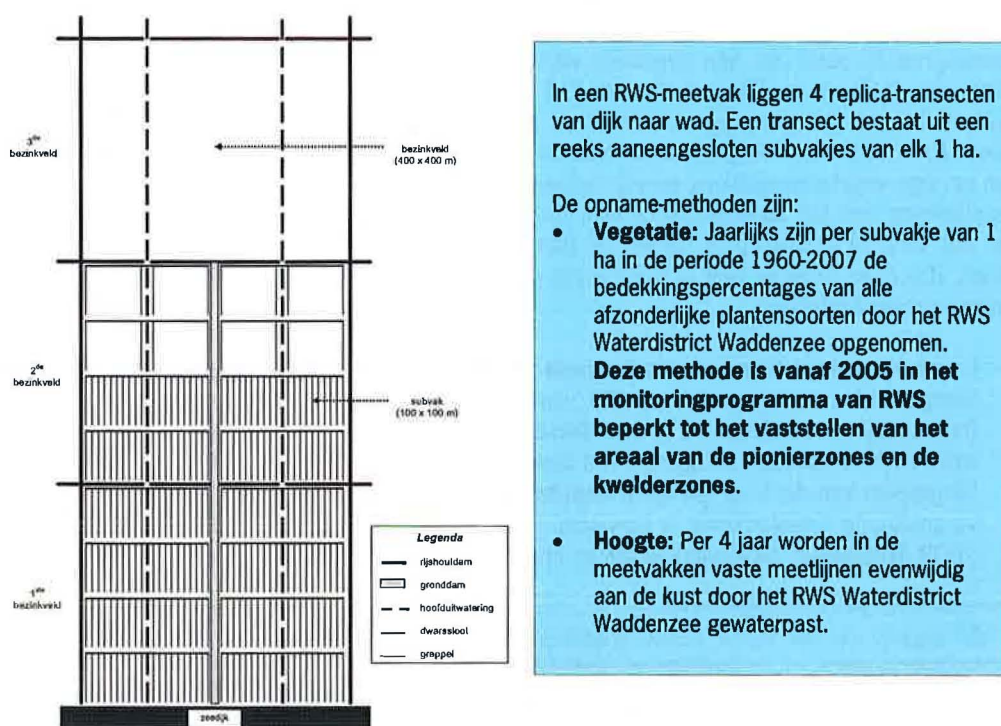 3de
bezinkveld
bezinkveld
(400 x 400 m)
2de
bezinkveld
subvak
(100 x 100 m)
1de
bezinkveld
zeedijk
Legenda
rijshoutdam
gronddam
hoofduitwatering
dwarssloot
greppel
In een RWS-meetvak liggen 4 replica-transecten
van dijk naar wad. Een transect bestaat uit een
reeks aaneengesloten subvakjes van elk 1 ha.
De opname-methoden zijn:
• Vegetatie: Jaarlijks zijn per subvakje van 1
ha in de periode 1960-2007 de
bedekkingspercentages van alle
afzonderlijke plantensoorten door het RWS
Waterdistrict Waddenzee opgenomen.
Deze methode is vanaf 2005 in het
monitoringprogramma van RWS
beperkt tot het vaststellen van het
areaal van de pionierzones en de
kwelderzones.
• Hoogte: Per 4 jaar worden in de
meetvakken vaste meetlijnen evenwijdig
aan de kust door het RWS Waterdistrict
Waddenzee gewaterpast.